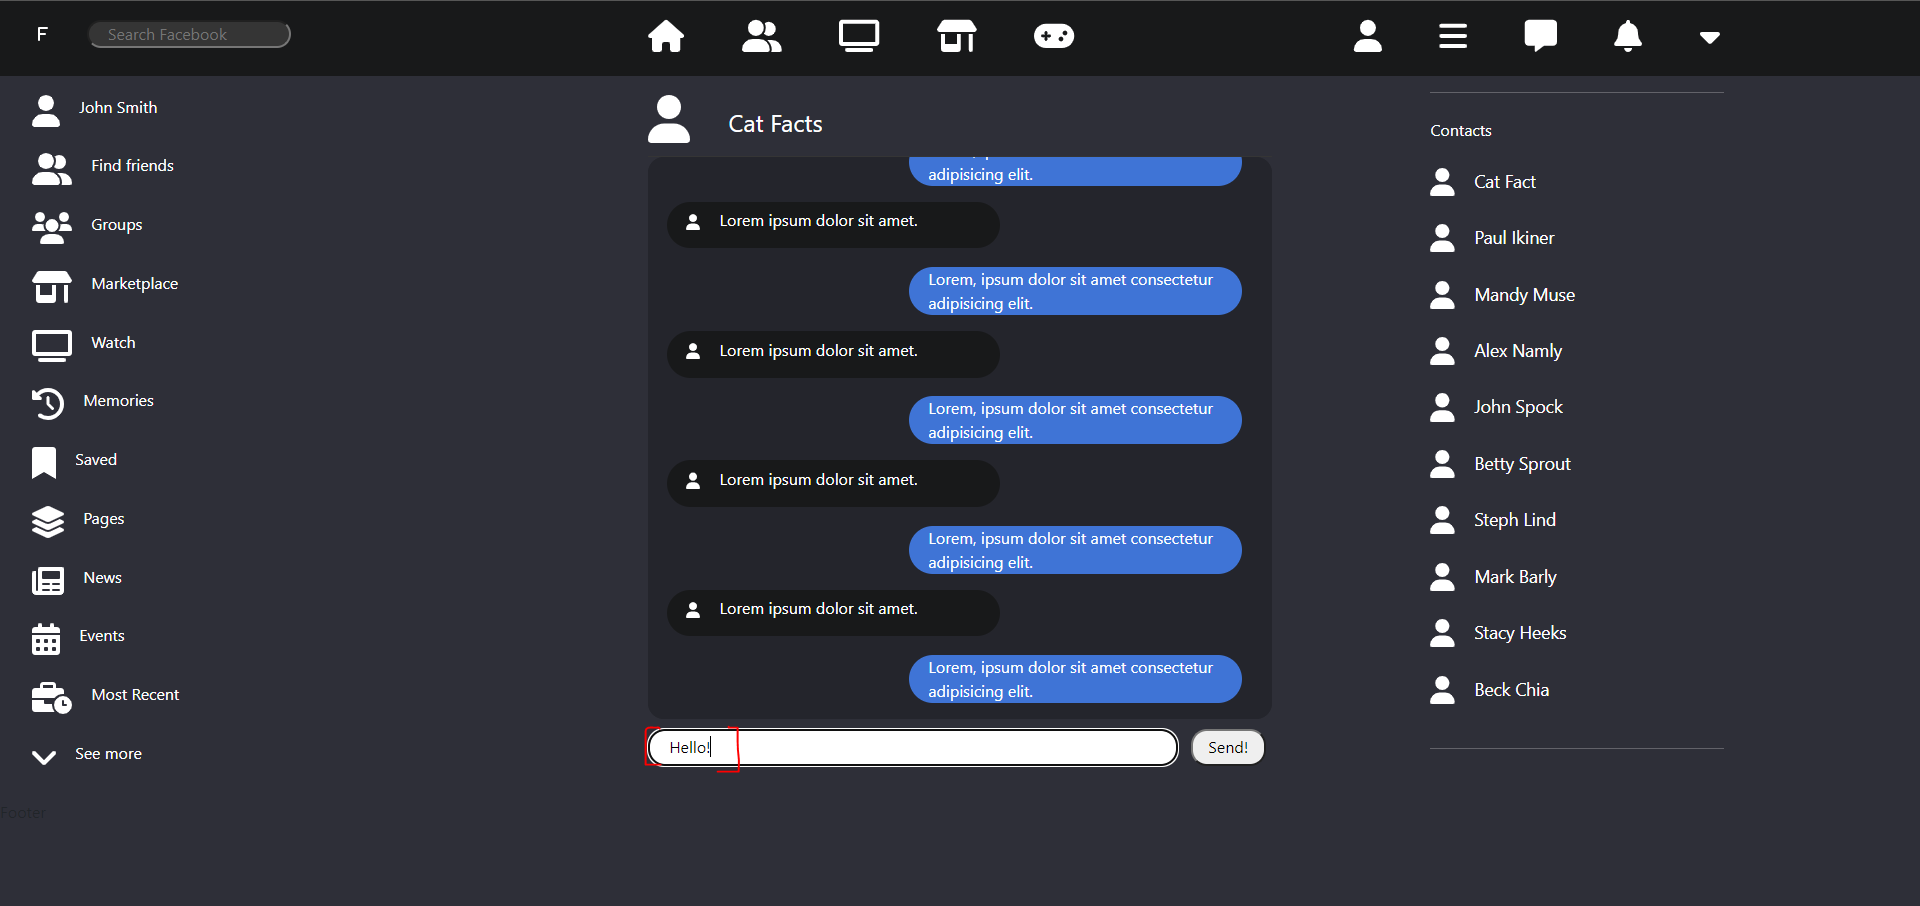 F
Search Facebook
John Smith
Find friends
Groups
Marketplace
Watch
Memories
Saved
Pages
News
Events
Most Recent
See more
Footer
Cat Facts
adipisicing elit.
Lorem ipsum dolor sit amet.
Lorem, ipsum dolor sit amet consectetur
adipisicing elit.
Lorem ipsum dolor sit amet.
Lorem, ipsum dolor sit amet consectetur
adipisicing elit.
Lorem ipsum dolor sit amet.
Lorem, ipsum dolor sit amet consectetur
adipisicing elit.
Lorem ipsum dolor sit amet.
Lorem, ipsum dolor sit amet consectetur
adipisicing elit.
Hello!
Send!
Contacts
Cat Fact
Paul Ikiner
Mandy Muse
Alex Namly
John Spock
Betty Sprout
Steph Lind
Mark Barly
Stacy Heeks
Beck Chia